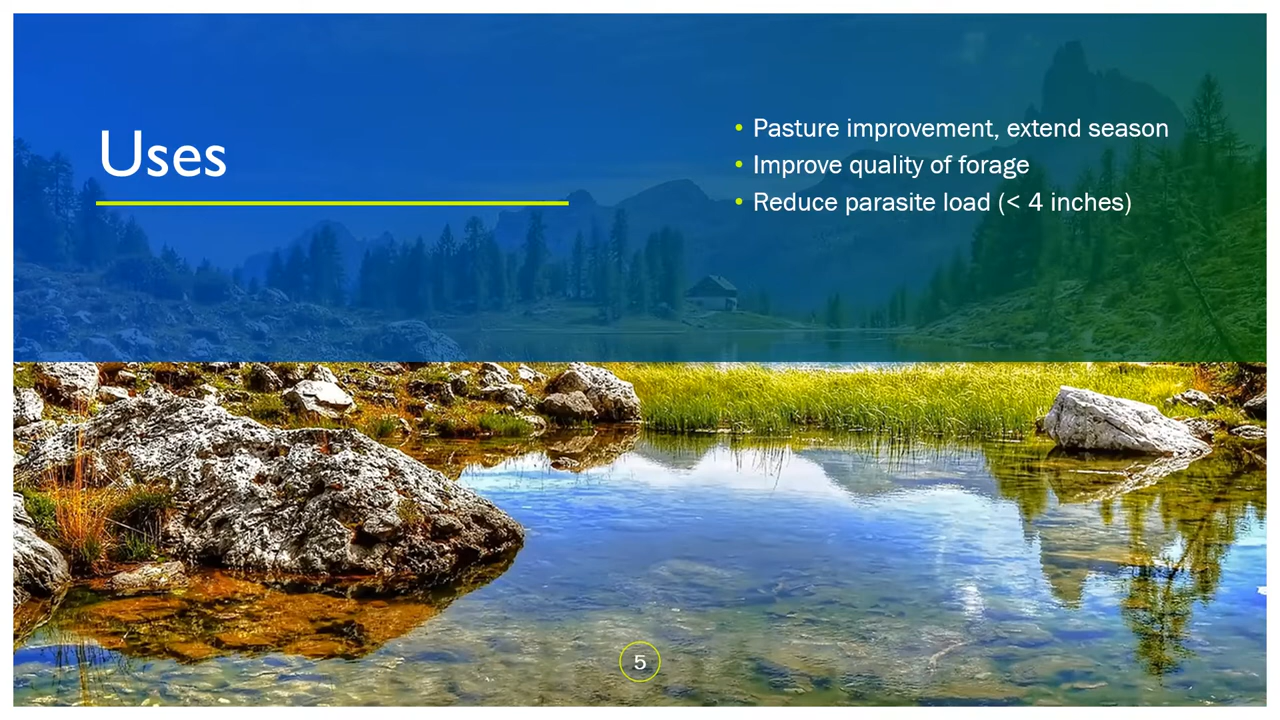 Uses
• Pasture improvement, extend season
• Improve quality of forage
• Reduce parasite load (< 4 inches)
5